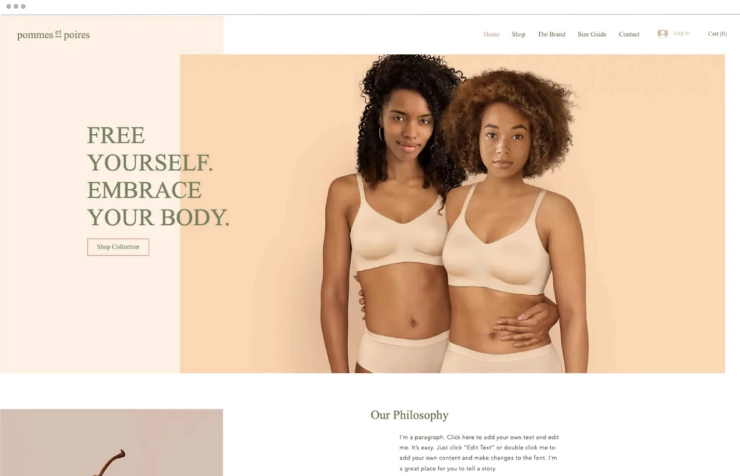 pommes et poires
Home Shop The Brand Size Guide Contact Log In Cart (0)
FREE
YOURSELF.
EMBRACE
YOUR BODY.
Shop Collection
Our Philosophy
I'm a paragraph. Click here to add your own text and edit
me. It's easy. Just click "Edit Text" or double click me to
add your own content and make changes to the font. I'm
a great place for you to tell a story